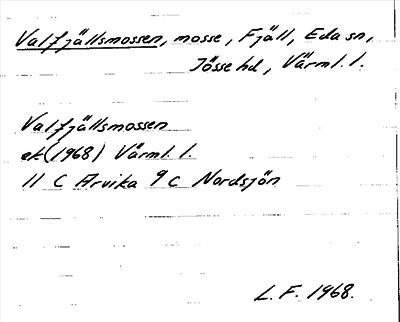 Valfjällsmossen, mosse, Fjäll, Eda sn,
Jösse hd, Värml. l.
Valfjällsmossen
ek (1968) Värml. l.
11 C Arvika 9 c Nordsjön
L. F. 1968.